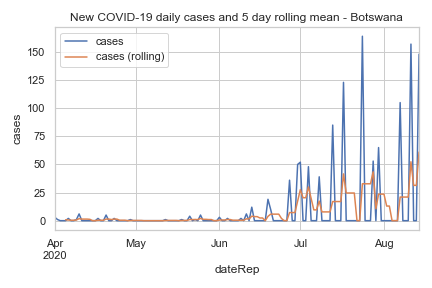 New COVID-19 daily cases and 5 day rolling mean - Botswana
cases
cases (rolling)
cases
150
125
100
75
50
25
0
Apr
2020
May
Jun
Jul
Aug
dateRep